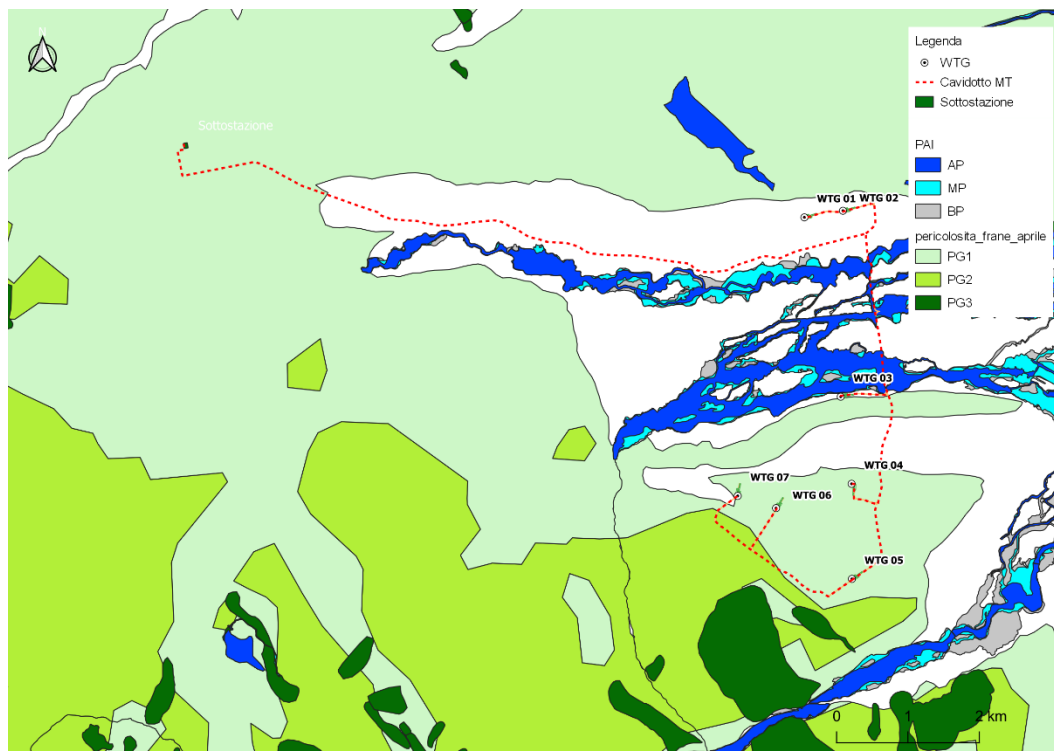 N
Sottostazione
Legenda
WTG
Cavidotto MT
Sottostazione
PAI
AP
MP
BP
pericolosita_frane_aprile
PG1
PG2
PG3
WTG 01
WTG 02
WTG 03
WTG 04
WTG 07
WTG 06
WTG 05
0 1 2 km